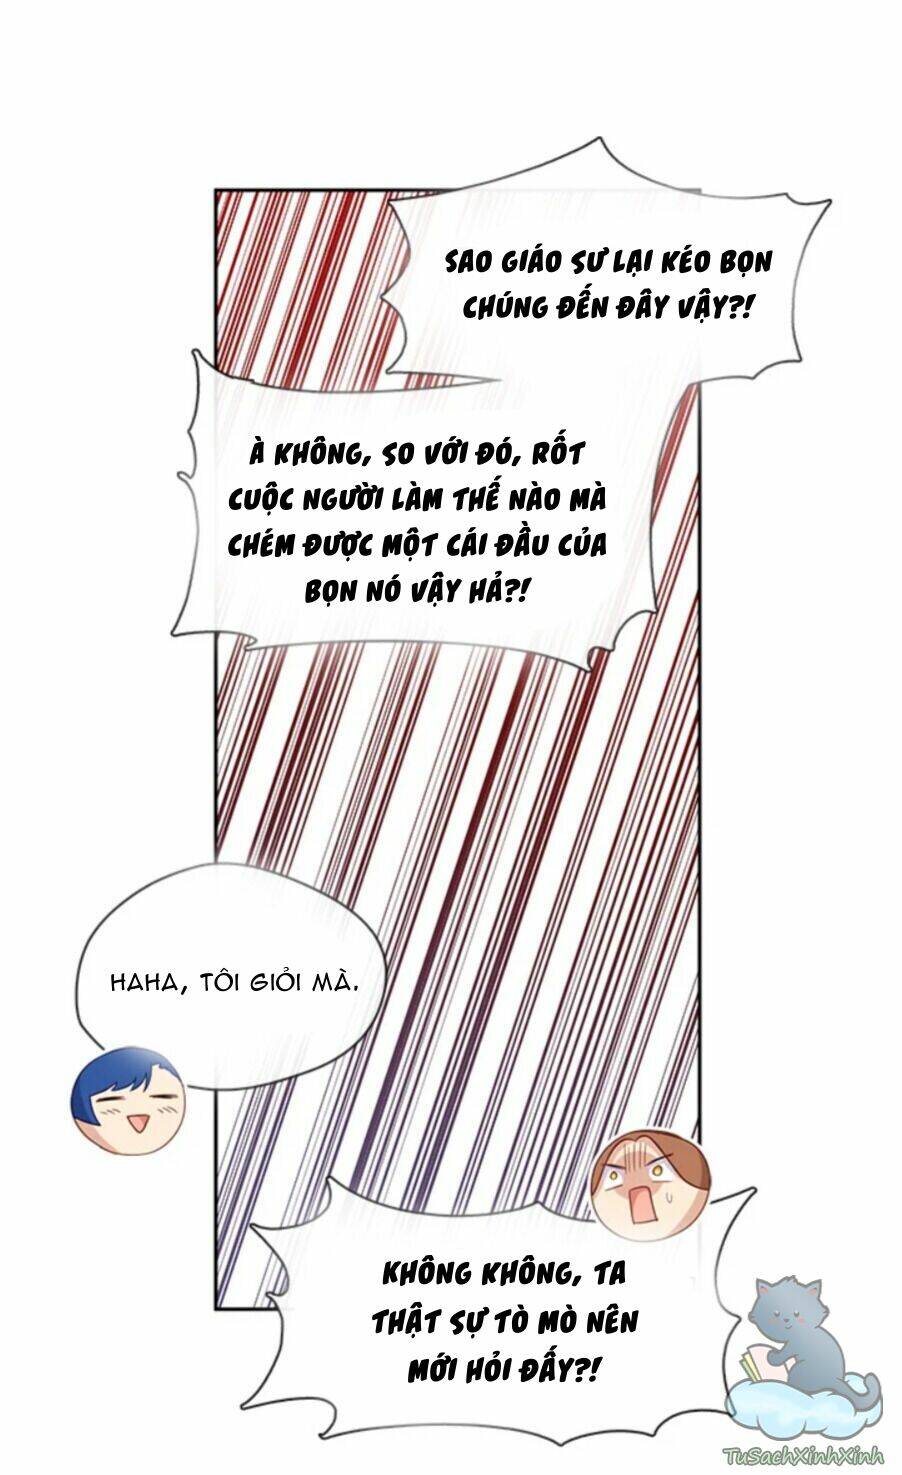 SAO GIÁO SƯ LẠI KÉO BỌN
CHÚNG ĐẾN ĐÂY VẬY?!
À KHÔNG, SO VỚI ĐÓ, RỐT
CUỘC NGƯỜI LÀM THẾ NÀO MÀ
CHÉM ĐƯỢC MỘT CÁI ĐẦU CỦA
BỌN NÓ VẬY HẢ?!
HAHA, TÔI GIỎI MÀ.
KHÔNG KHÔNG, TA
THẬT SỰ TÒ MÒ NÊN
MỚI HỎI ĐẤY?!
TuSachXinhXinh